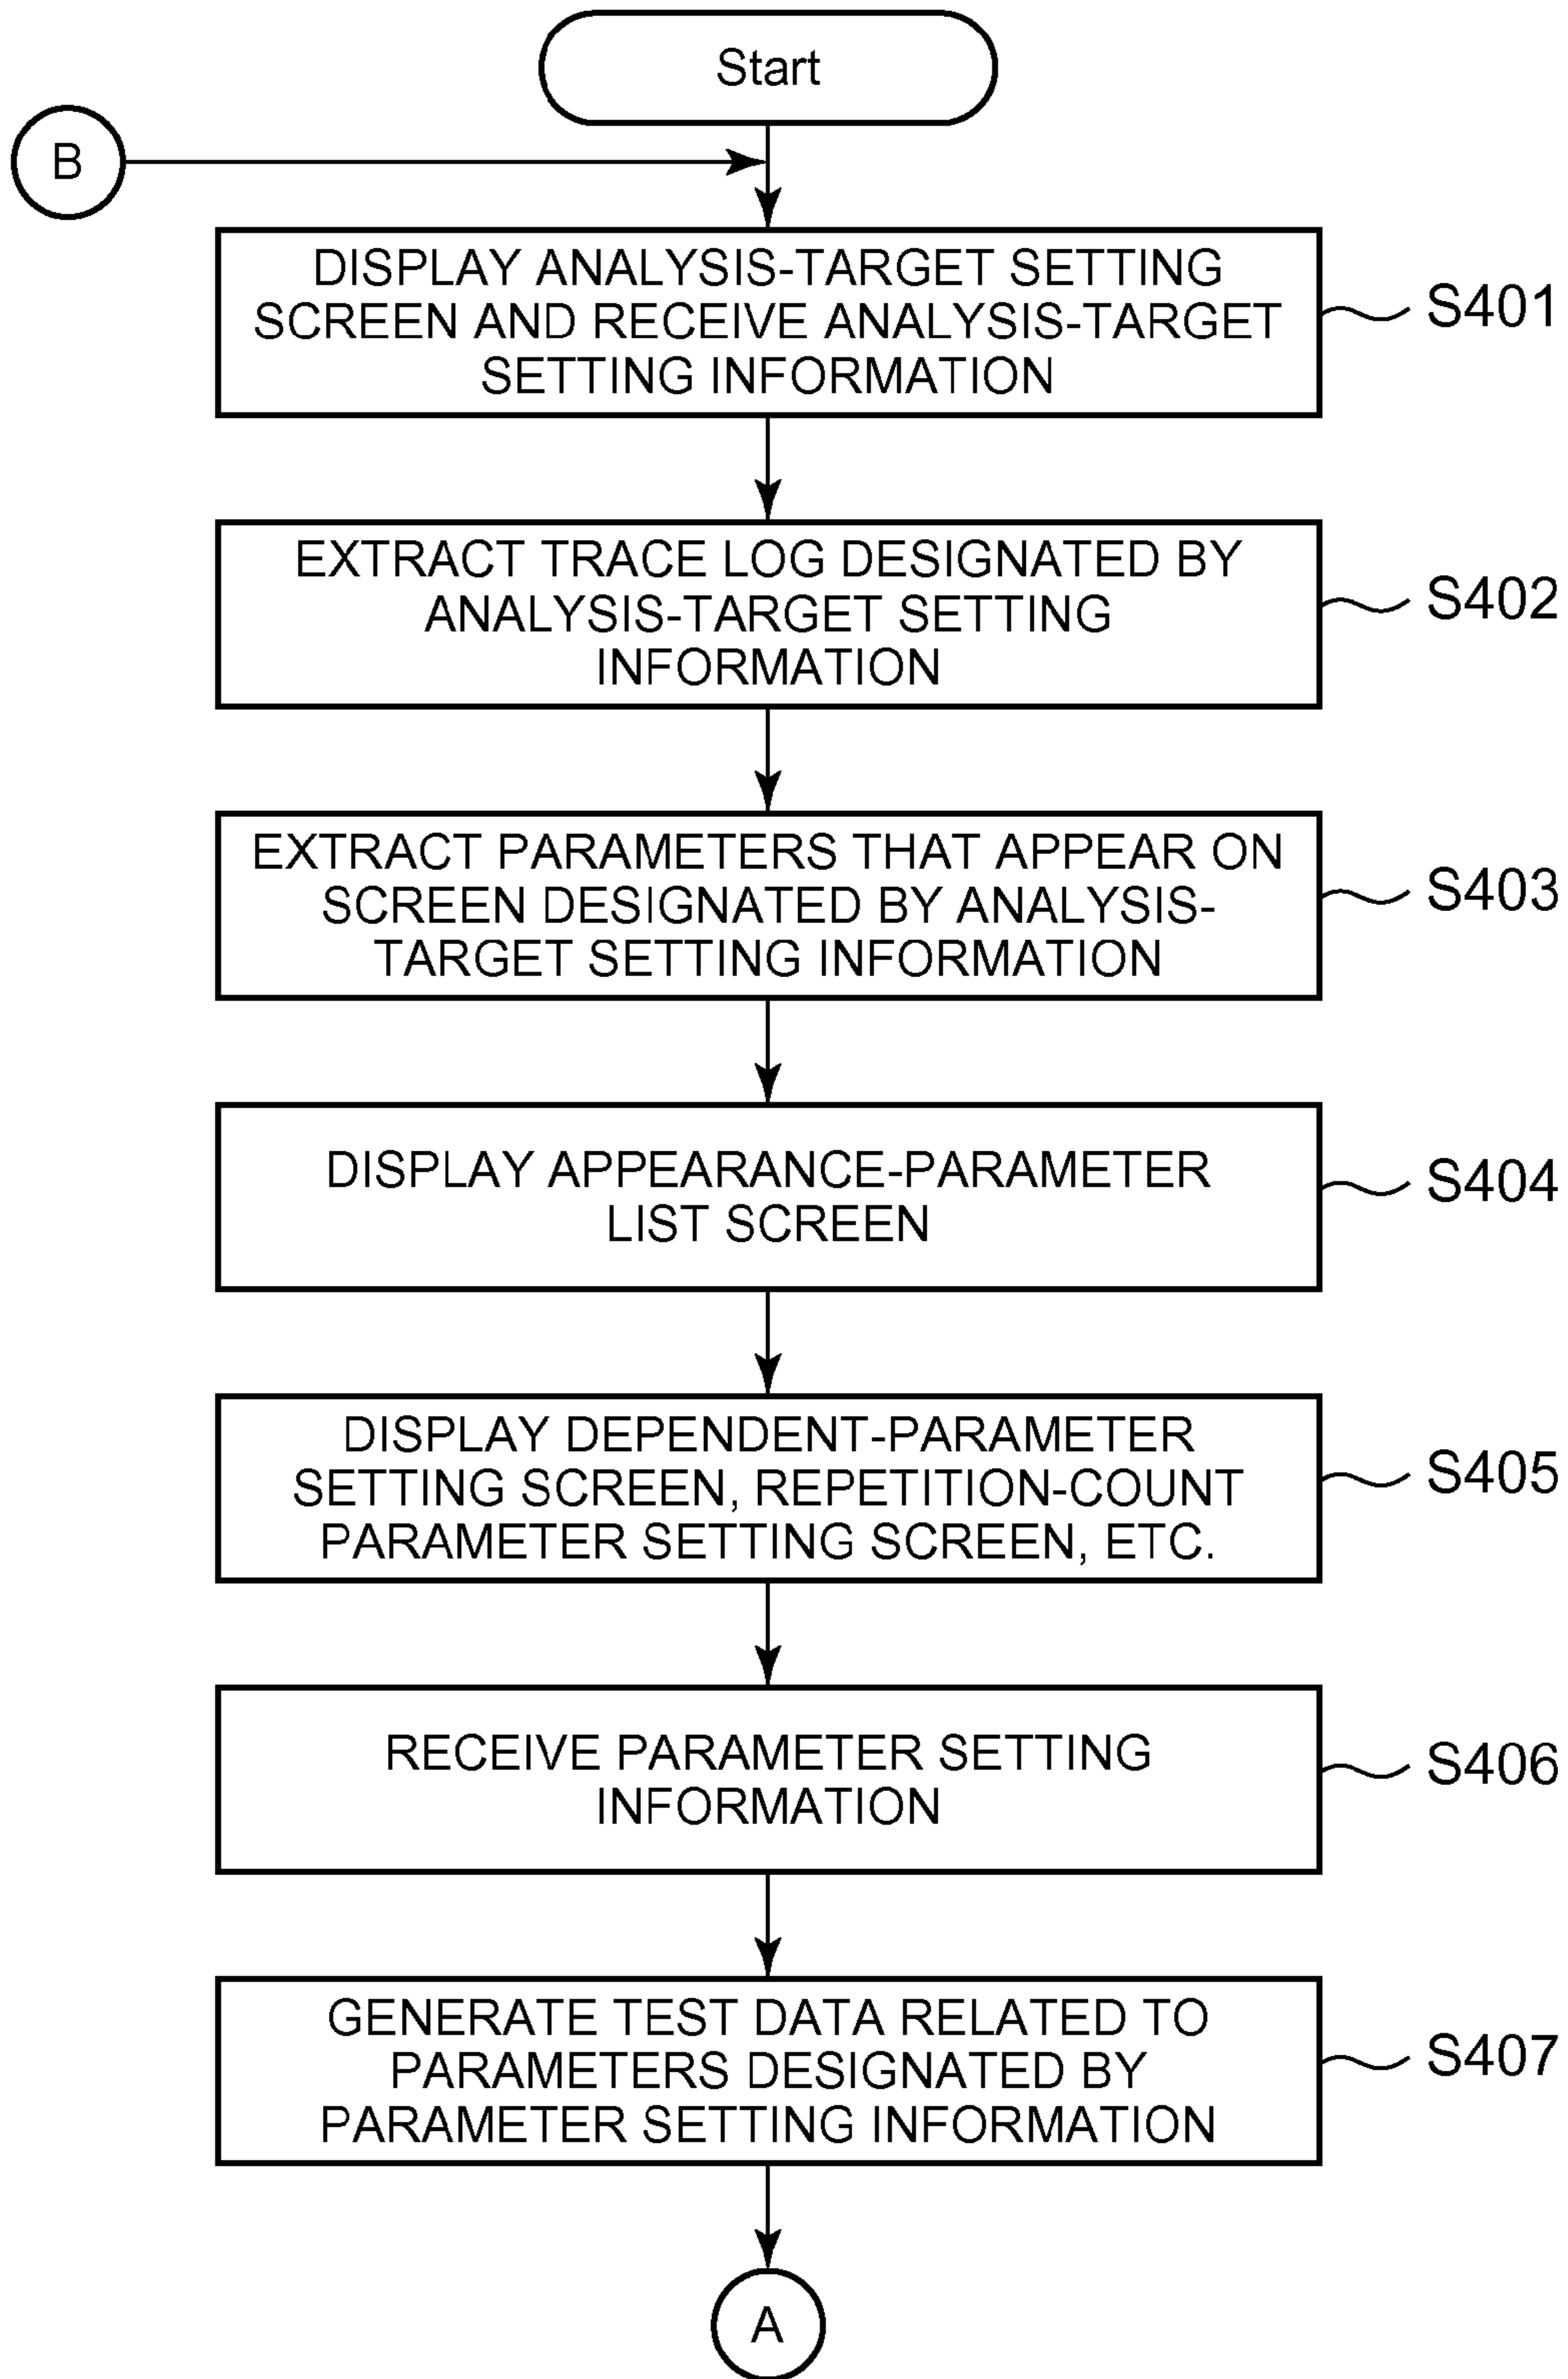 Start
B
DISPLAY ANALYSIS-TARGET SETTING
SCREEN AND RECEIVE ANALYSIS-TARGET
SETTING INFORMATION
S401
EXTRACT TRACE LOG DESIGNATED BY
ANALYSIS-TARGET SETTING
INFORMATION
S402
EXTRACT PARAMETERS THAT APPEAR ON
SCREEN DESIGNATED BY ANALYSIS-
TARGET SETTING INFORMATION
S403
DISPLAY APPEARANCE-PARAMETER
LIST SCREEN
S404
DISPLAY DEPENDENT-PARAMETER
SETTING SCREEN, REPETITION-COUNT
PARAMETER SETTING SCREEN, ETC.
S405
RECEIVE PARAMETER SETTING
INFORMATION
S406
GENERATE TEST DATA RELATED TO
PARAMETERS DESIGNATED BY
PARAMETER SETTING INFORMATION
S407
A